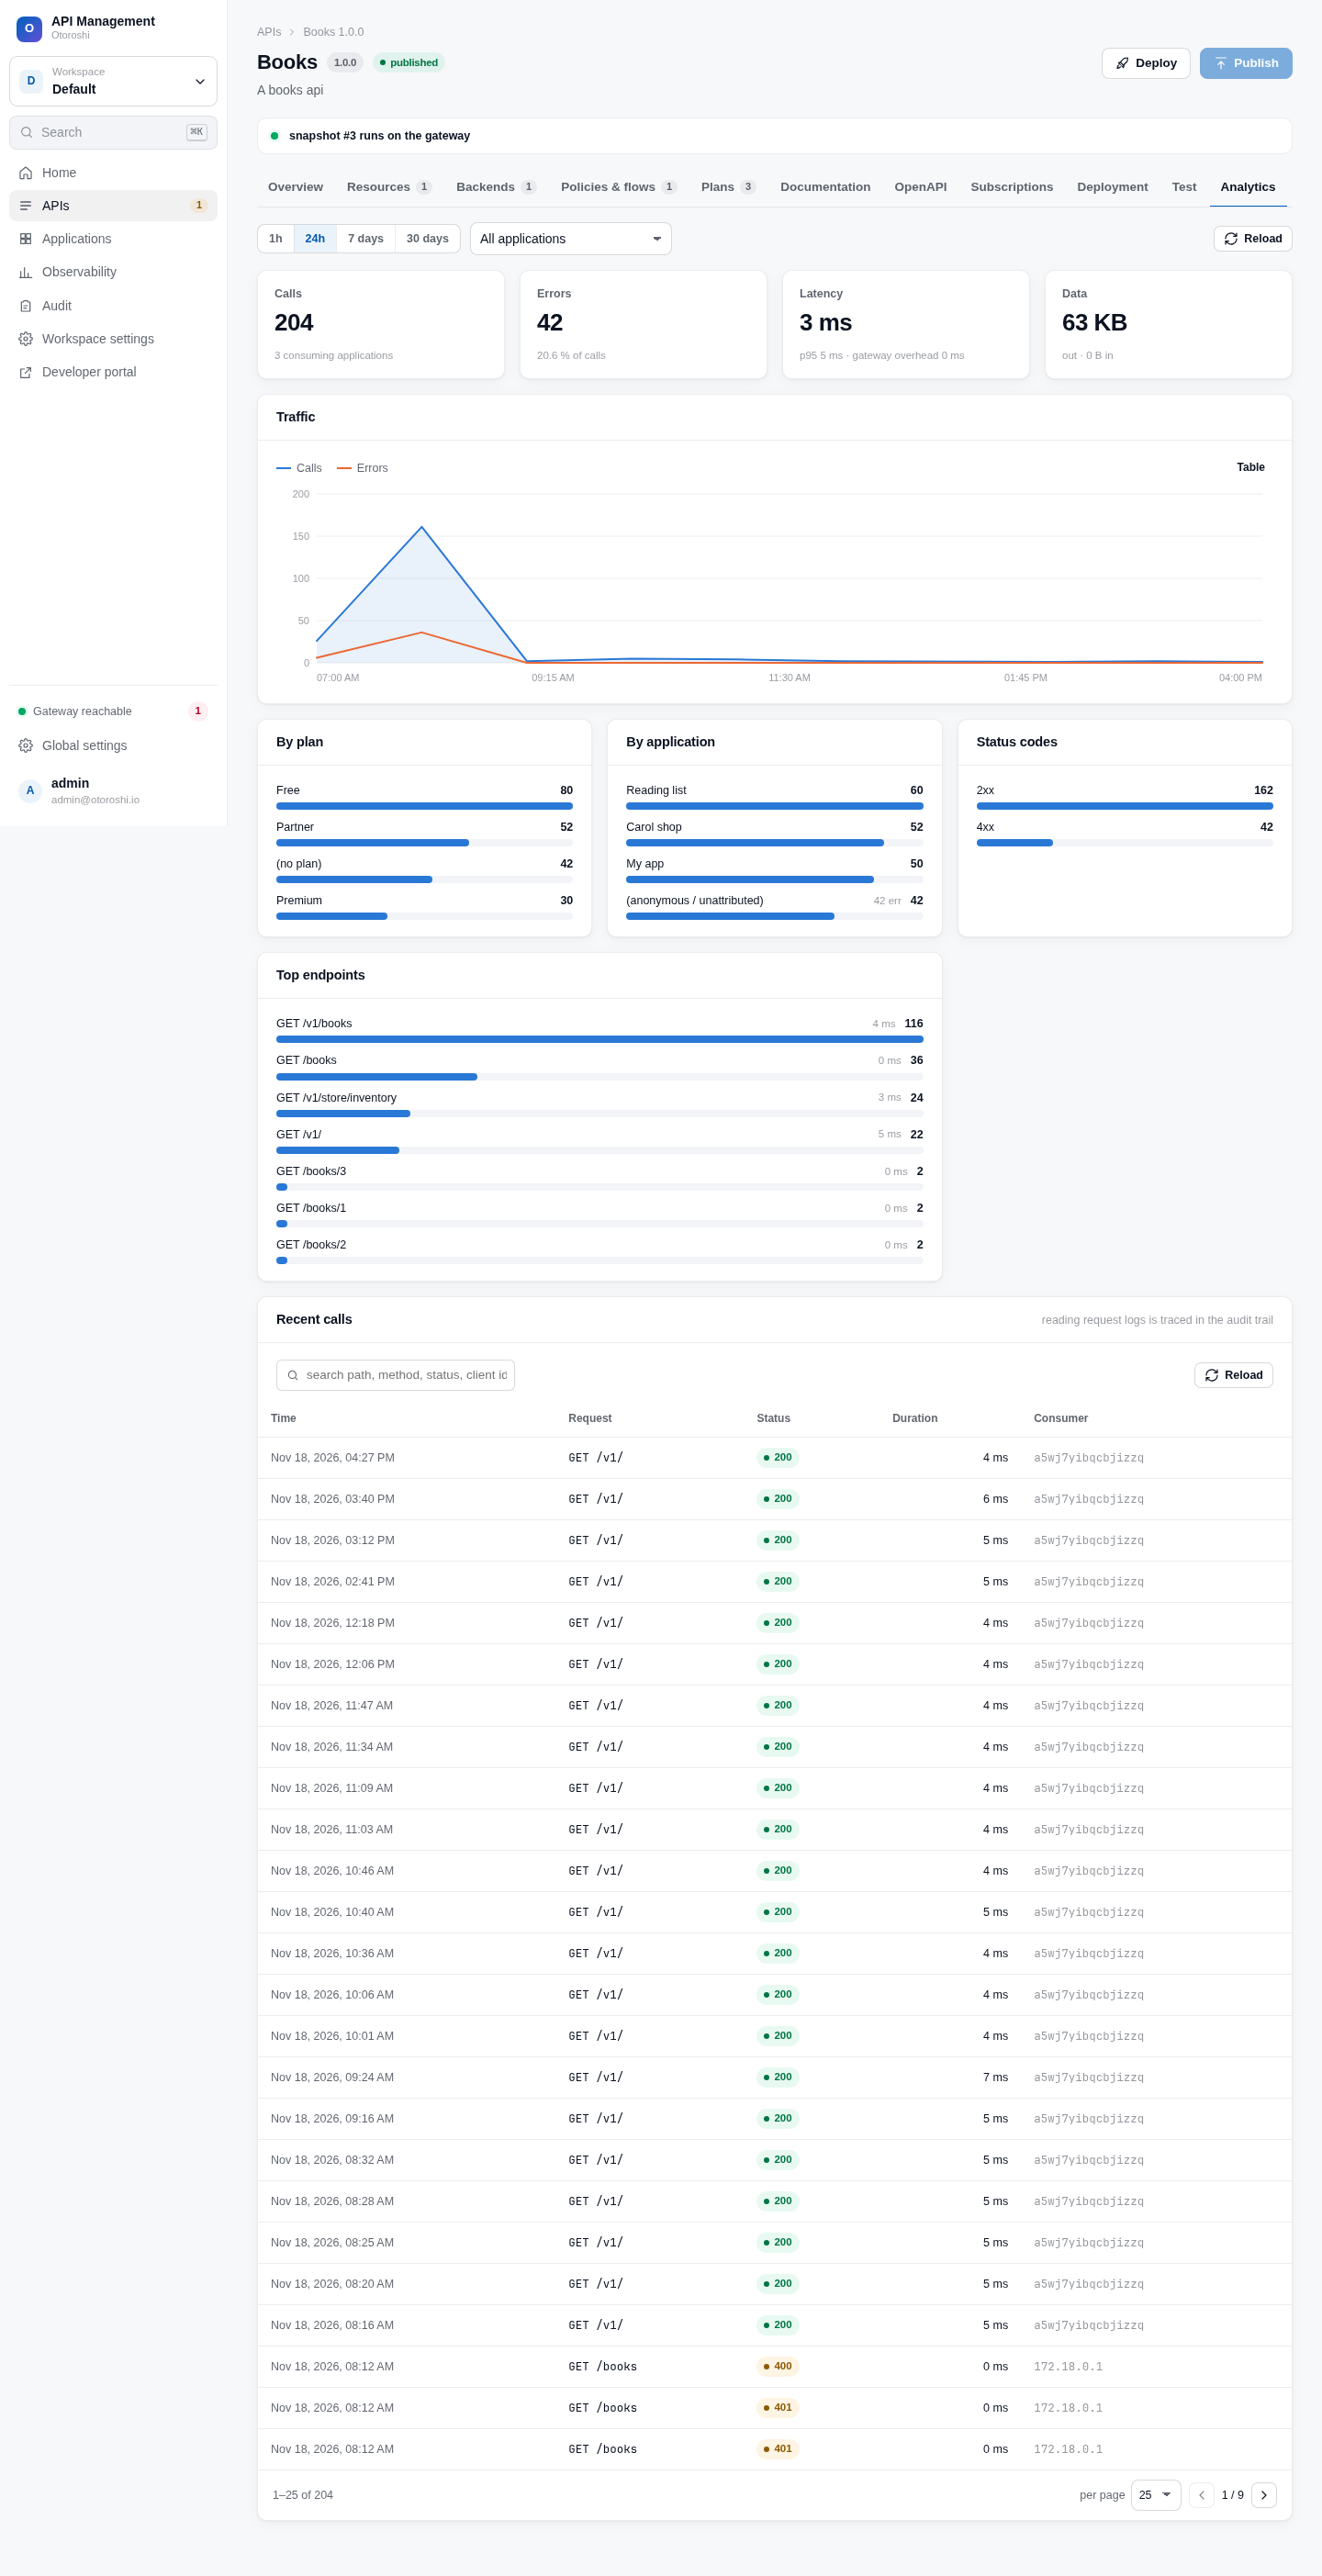 O
API Management
Otoroshi
D
Workspace
Default
Search ⌘K
Home
APIs 1
Applications
Observability
Audit
Workspace settings
Developer portal
Gateway reachable 1
Global settings
A
admin
admin@otoroshi.io
APIs > Books 1.0.0
Books 1.0.0 published
Deploy
Publish
A books api
snapshot #3 runs on the gateway
Overview Resources 1 Backends 1 Policies & flows 1 Plans 3 Documentation OpenAPI Subscriptions Deployment Test Analytics
1h 24h 7 days 30 days All applications Reload
Calls
204
3 consuming applications
Errors
42
20.6 % of calls
Latency
3 ms
p95 5 ms · gateway overhead 0 ms
Data
63 KB
out · 0 B in
Traffic
Calls Errors Table
200
150
100
50
0
07:00 AM 09:15 AM 11:30 AM 01:45 PM 04:00 PM
By plan
Free 80
Partner 52
(no plan) 42
Premium 30
By application
Reading list 60
Carol shop 52
My app 50
(anonymous / unattributed) 42 err 42
Status codes
2xx 162
4xx 42
Top endpoints
GET /v1/books 4 ms 116
GET /books 0 ms 36
GET /v1/store/inventory 3 ms 24
GET /v1/ 5 ms 22
GET /books/3 0 ms 2
GET /books/1 0 ms 2
GET /books/2 0 ms 2
Recent calls reading request logs is traced in the audit trail
search path, method, status, client ic Reload
Time Request Status Duration Consumer
Nov 18, 2026, 04:27 PM GET /v1/ 200 4 ms a5wj7yibqcbjizzq
Nov 18, 2026, 03:40 PM GET /v1/ 200 6 ms a5wj7yibqcbjizzq
Nov 18, 2026, 03:12 PM GET /v1/ 200 5 ms a5wj7yibqcbjizzq
Nov 18, 2026, 02:41 PM GET /v1/ 200 5 ms a5wj7yibqcbjizzq
Nov 18, 2026, 12:18 PM GET /v1/ 200 4 ms a5wj7yibqcbjizzq
Nov 18, 2026, 12:06 PM GET /v1/ 200 4 ms a5wj7yibqcbjizzq
Nov 18, 2026, 11:47 AM GET /v1/ 200 4 ms a5wj7yibqcbjizzq
Nov 18, 2026, 11:34 AM GET /v1/ 200 4 ms a5wj7yibqcbjizzq
Nov 18, 2026, 11:09 AM GET /v1/ 200 4 ms a5wj7yibqcbjizzq
Nov 18, 2026, 11:03 AM GET /v1/ 200 4 ms a5wj7yibqcbjizzq
Nov 18, 2026, 10:46 AM GET /v1/ 200 4 ms a5wj7yibqcbjizzq
Nov 18, 2026, 10:40 AM GET /v1/ 200 5 ms a5wj7yibqcbjizzq
Nov 18, 2026, 10:36 AM GET /v1/ 200 4 ms a5wj7yibqcbjizzq
Nov 18, 2026, 10:06 AM GET /v1/ 200 4 ms a5wj7yibqcbjizzq
Nov 18, 2026, 10:01 AM GET /v1/ 200 4 ms a5wj7yibqcbjizzq
Nov 18, 2026, 09:24 AM GET /v1/ 200 7 ms a5wj7yibqcbjizzq
Nov 18, 2026, 09:16 AM GET /v1/ 200 5 ms a5wj7yibqcbjizzq
Nov 18, 2026, 08:32 AM GET /v1/ 200 5 ms a5wj7yibqcbjizzq
Nov 18, 2026, 08:28 AM GET /v1/ 200 5 ms a5wj7yibqcbjizzq
Nov 18, 2026, 08:25 AM GET /v1/ 200 5 ms a5wj7yibqcbjizzq
Nov 18, 2026, 08:20 AM GET /v1/ 200 5 ms a5wj7yibqcbjizzq
Nov 18, 2026, 08:16 AM GET /v1/ 200 5 ms a5wj7yibqcbjizzq
Nov 18, 2026, 08:12 AM GET /books 400 0 ms 172.18.0.1
Nov 18, 2026, 08:12 AM GET /books 401 0 ms 172.18.0.1
Nov 18, 2026, 08:12 AM GET /books 401 0 ms 172.18.0.1
1–25 of 204 per page 25 1 / 9